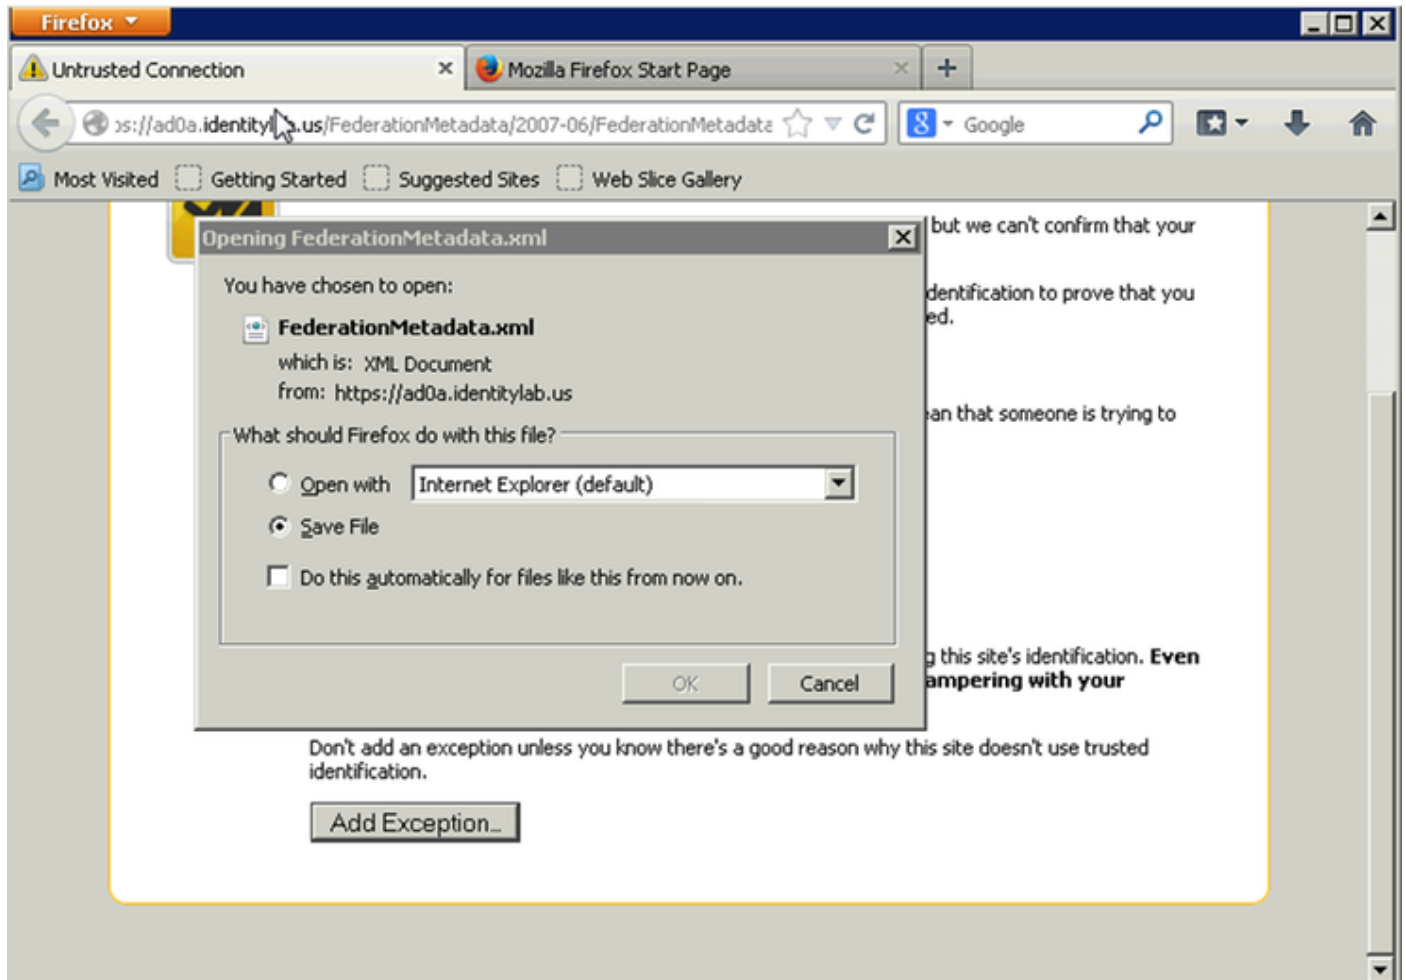 Firefox
Untrusted Connection
Mozilla Firefox Start Page
ps://ad0a.identityl b.us/FederationMetadata/2007-06/FederationMetadata
8
Google
Most Visited
Getting Started
Suggested Sites
Web Slice Gallery
Opening FederationMetadata.xml
but we can't confirm that your
You have chosen to open:
dentification to prove that you
ed.
FederationMetadata.xml
which is: XML Document
from: https://ad0a.identitylab.us
an that someone is trying to
What should Firefox do with this file?
Open with
Internet Explorer (default)
Save File
Do this automatically for files like this from now on.
g this site's identification. Even
ampering with your
OK
Cancel
Don't add an exception unless you know there's a good reason why this site doesn't use trusted
identification.
Add Exception...